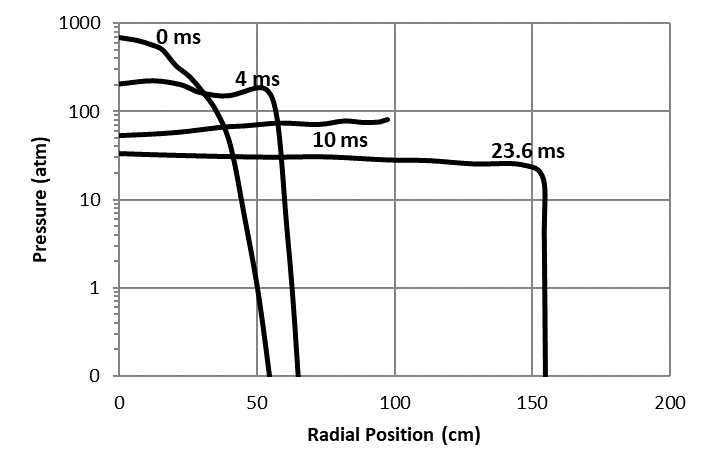 1000
0 ms
4 ms
100
10 ms
23.6 ms
10
1
0
Pressure (atm)
0
50
100
150
200
Radial Position (cm)